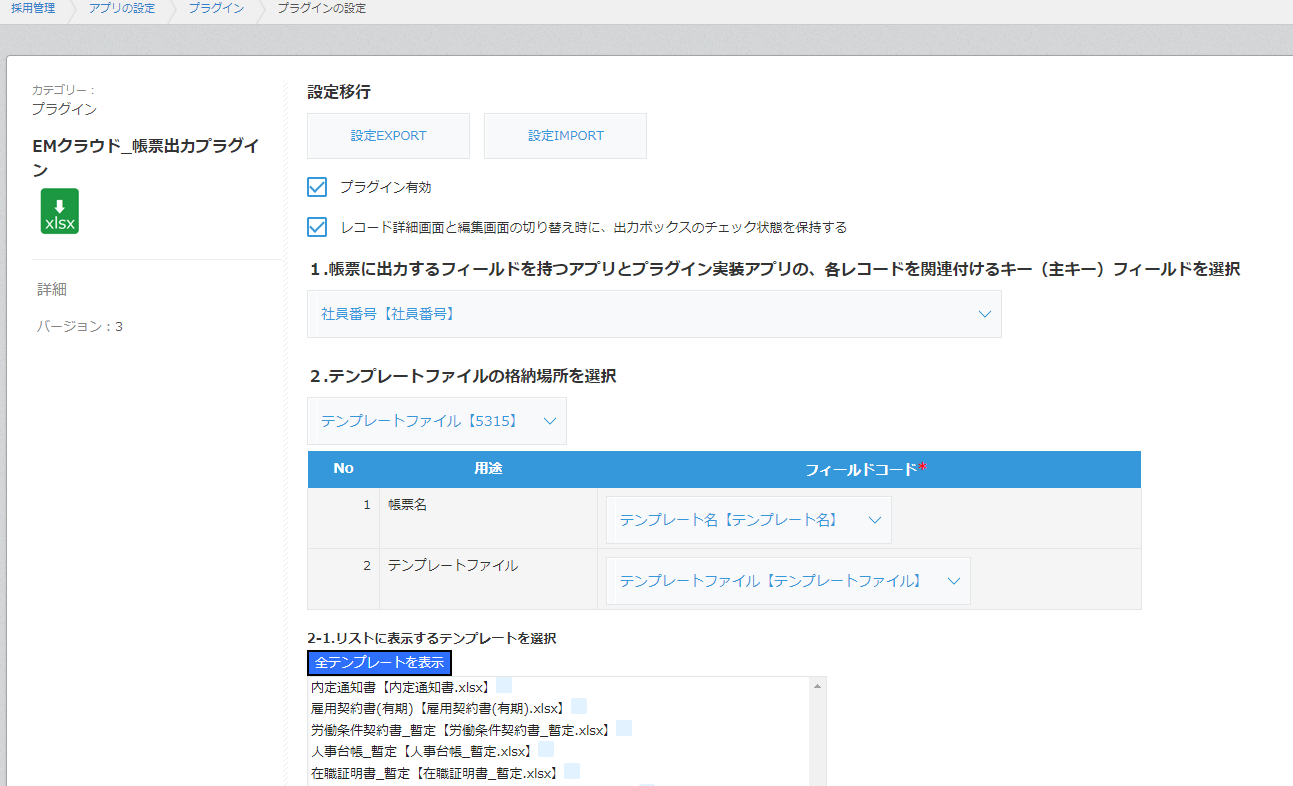 採用管理 アプリの設定 プラグイン プラグインの設定
カテゴリー：
プラグイン
EMクラウド_帳票出力プラグイ
ン
xlsx
詳細
バージョン：3
設定移行
設定EXPORT 設定IMPORT
プラグイン有効
レコード詳細画面と編集画面の切り替え時に、出力ボックスのチェック状態を保持する
１.帳票に出力するフィールドを持つアプリとプラグイン実装アプリの、各レコードを関連付けるキー（主キー）フィールドを選択
社員番号【社員番号】
２.テンプレートファイルの格納場所を選択
テンプレートファイル【5315】
No 用途 フィールドコード*
1 帳票名 テンプレート名【テンプレート名】
2 テンプレートファイル テンプレートファイル【テンプレートファイル】
2-1.リストに表示するテンプレートを選択
全テンプレートを表示
内定通知書【内定通知書.xlsx】
雇用契約書(有期)【雇用契約書(有期).xlsx】
労働条件契約書_暫定【労働条件契約書_暫定.xlsx】
人事台帳_暫定【人事台帳_暫定.xlsx】
在職証明書_暫定【在職証明書_暫定.xlsx】